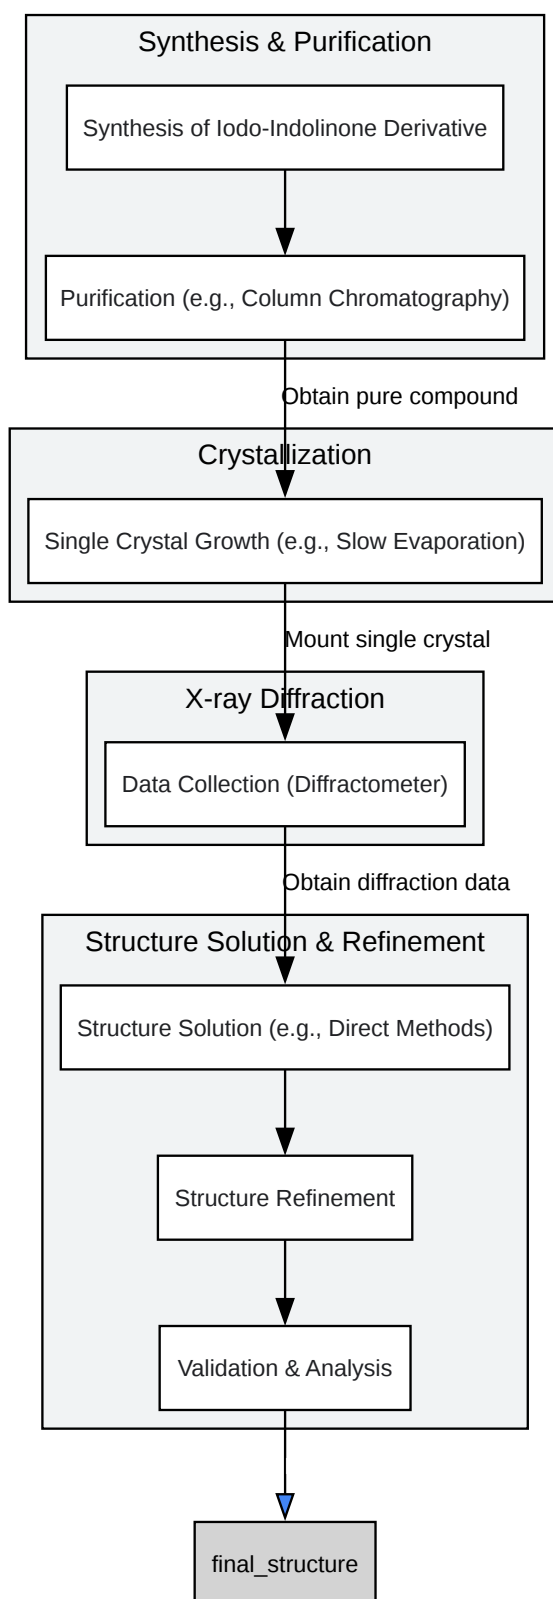 Synthesis & Purification
Synthesis of Iodo-Indolinone Derivative
Purification (e.g., Column Chromatography)
Obtain pure compound
Crystallization
Single Crystal Growth (e.g., Slow Evaporation)
Mount single crystal
X-ray Diffraction
Data Collection (Diffractometer)
Obtain diffraction data
Structure Solution & Refinement
Structure Solution (e.g., Direct Methods)
Structure Refinement
Validation & Analysis
final_structure